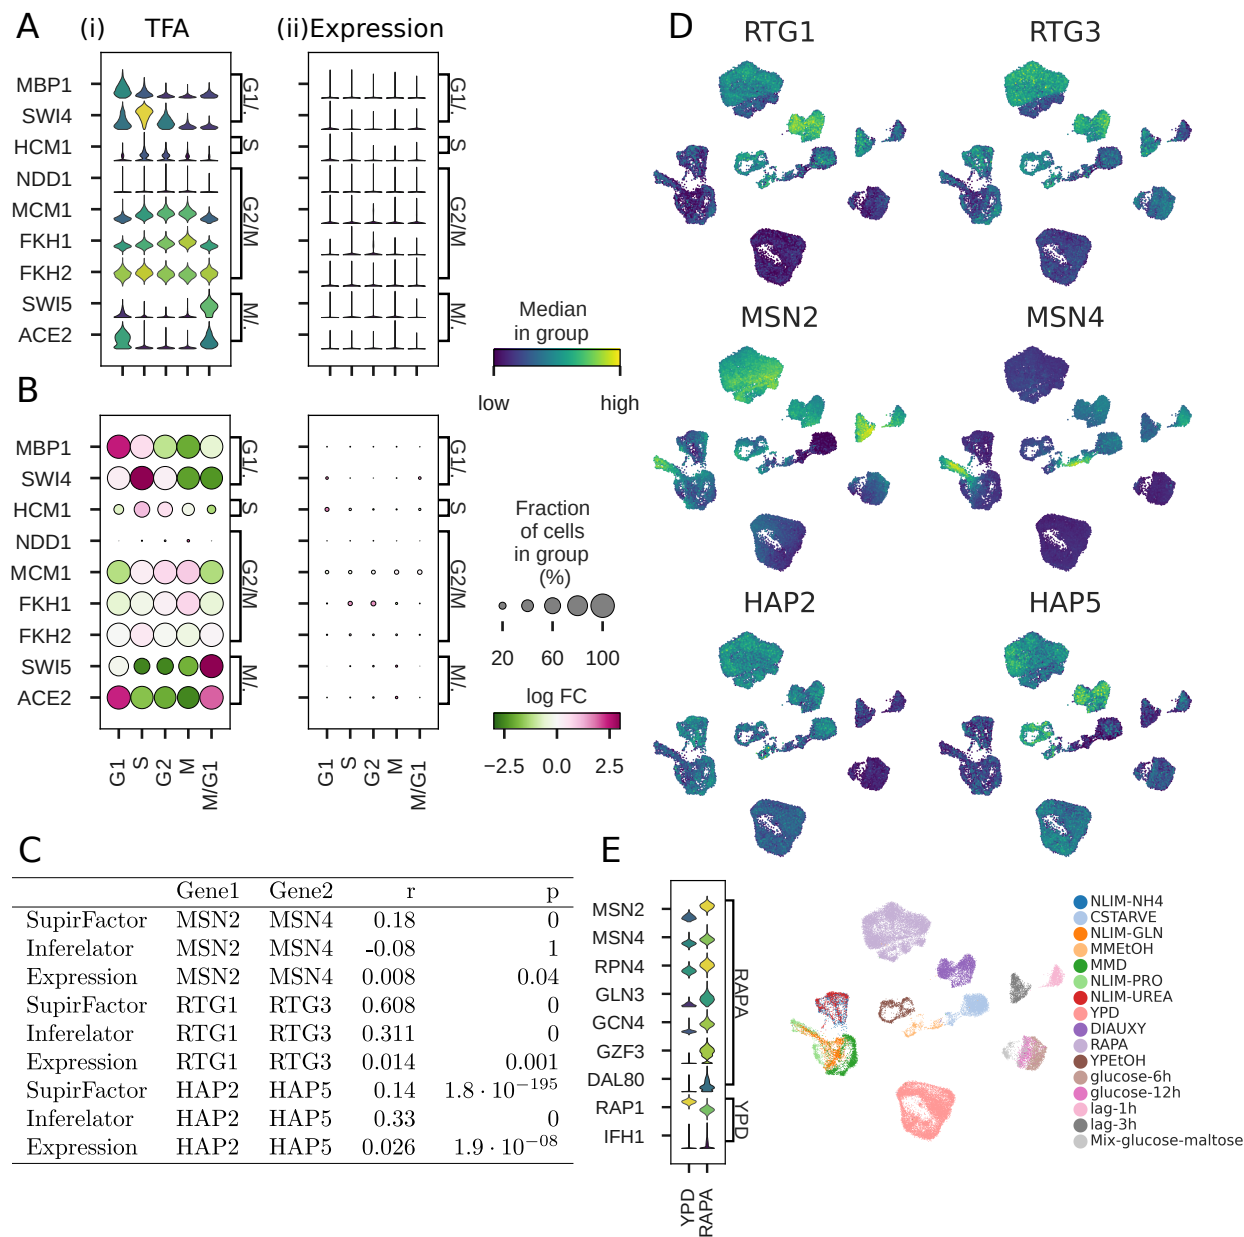 A (i) TFA (ii)Expression
MBP1
SWI4
HCM1
NDD1
MCM1
FKH1
FKH2
SWI5
ACE2
G1/.
S
G2/M
M/.
Median
in group
low high
B
MBP1
SWI4
HCM1
NDD1
MCM1
FKH1
FKH2
SWI5
ACE2
G1/.
S
G2/M
M/.
G1/.
S
G2/M
M/.
G1
S
G2
M
M/G1
G1
S
G2
M
M/G1
Fraction
of cells
in group
(%)
20 60 100
log FC
−2.5 0.0 2.5
C
Gene1 Gene2 r p
SupirFactor MSN2 MSN4 0.18 0
Inferelator MSN2 MSN4 -0.08 1
Expression MSN2 MSN4 0.008 0.04
SupirFactor RTG1 RTG3 0.608 0
Inferelator RTG1 RTG3 0.311 0
Expression RTG1 RTG3 0.014 0.001
SupirFactor HAP2 HAP5 0.14 1.8 · 10⁻¹⁹⁵
Inferelator HAP2 HAP5 0.33 0
Expression HAP2 HAP5 0.026 1.9 · 10⁻⁰⁸
D
RTG1 RTG3
MSN2 MSN4
HAP2 HAP5
E
MSN2
MSN4
RPN4
GLN3
GCN4
GZF3
DAL80
RAP1
IFH1
RAPA
YPD
YPD
RAPA
NLIM-NH4
CSTARVE
NLIM-GLN
MMEtOH
MMD
NLIM-PRO
NLIM-UREA
YPD
DIAUXY
RAPA
YPEtOH
glucose-6h
glucose-12h
lag-1h
lag-3h
Mix-glucose-maltose